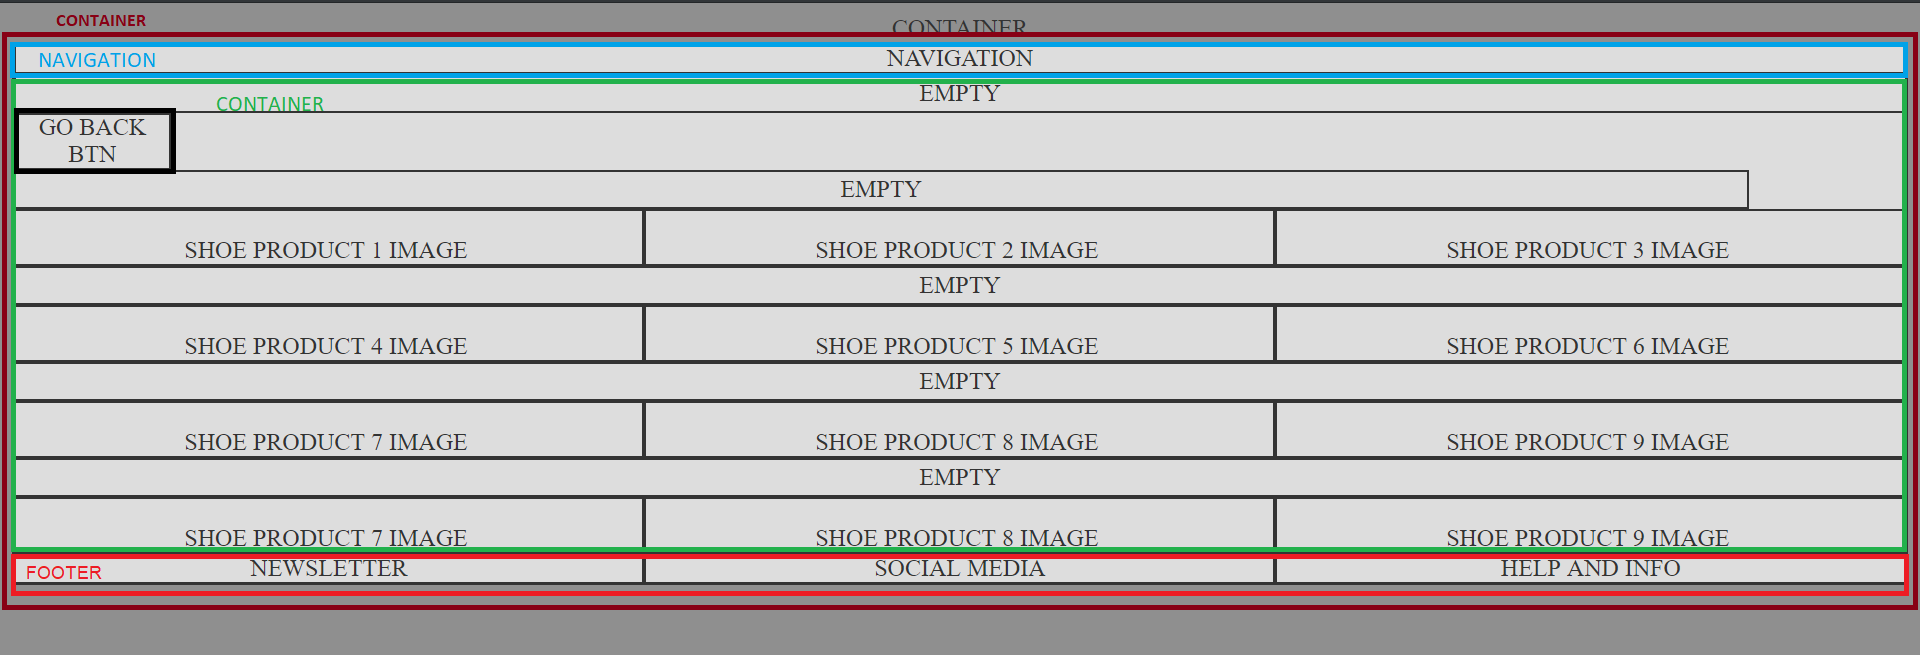 CONTAINER
CONTAINER
NAVIGATION
NAVIGATION
EMPTY
CONTAINER
GO BACK
BTN
EMPTY
SHOE PRODUCT 1 IMAGE
SHOE PRODUCT 2 IMAGE
SHOE PRODUCT 3 IMAGE
EMPTY
SHOE PRODUCT 4 IMAGE
SHOE PRODUCT 5 IMAGE
SHOE PRODUCT 6 IMAGE
EMPTY
SHOE PRODUCT 7 IMAGE
SHOE PRODUCT 8 IMAGE
SHOE PRODUCT 9 IMAGE
EMPTY
SHOE PRODUCT 7 IMAGE
SHOE PRODUCT 8 IMAGE
SHOE PRODUCT 9 IMAGE
FOOTER
NEWSLETTER
SOCIAL MEDIA
HELP AND INFO